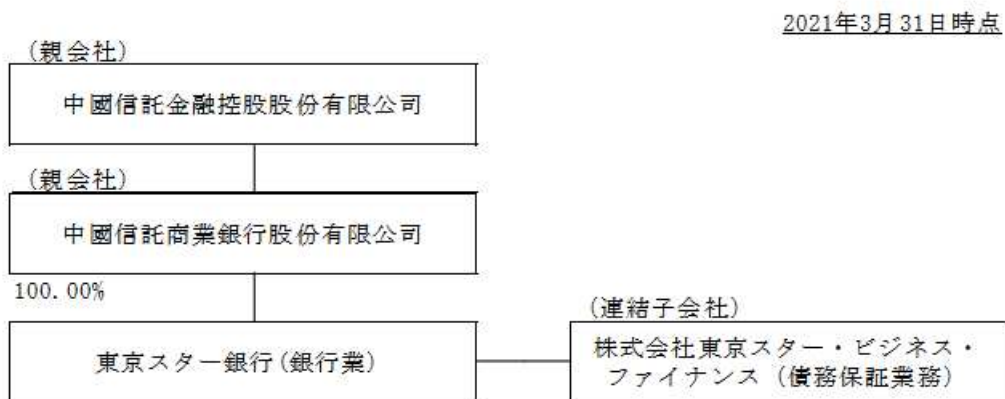 2021年3月31日時点
(親会社)
中國信託金融控股股份有限公司
(親会社)
中國信託商業銀行股份有限公司
100.00%
(連結子会社)
東京スター銀行(銀行業)
株式会社東京スター・ビジネス・
ファイナンス（債務保証業務）